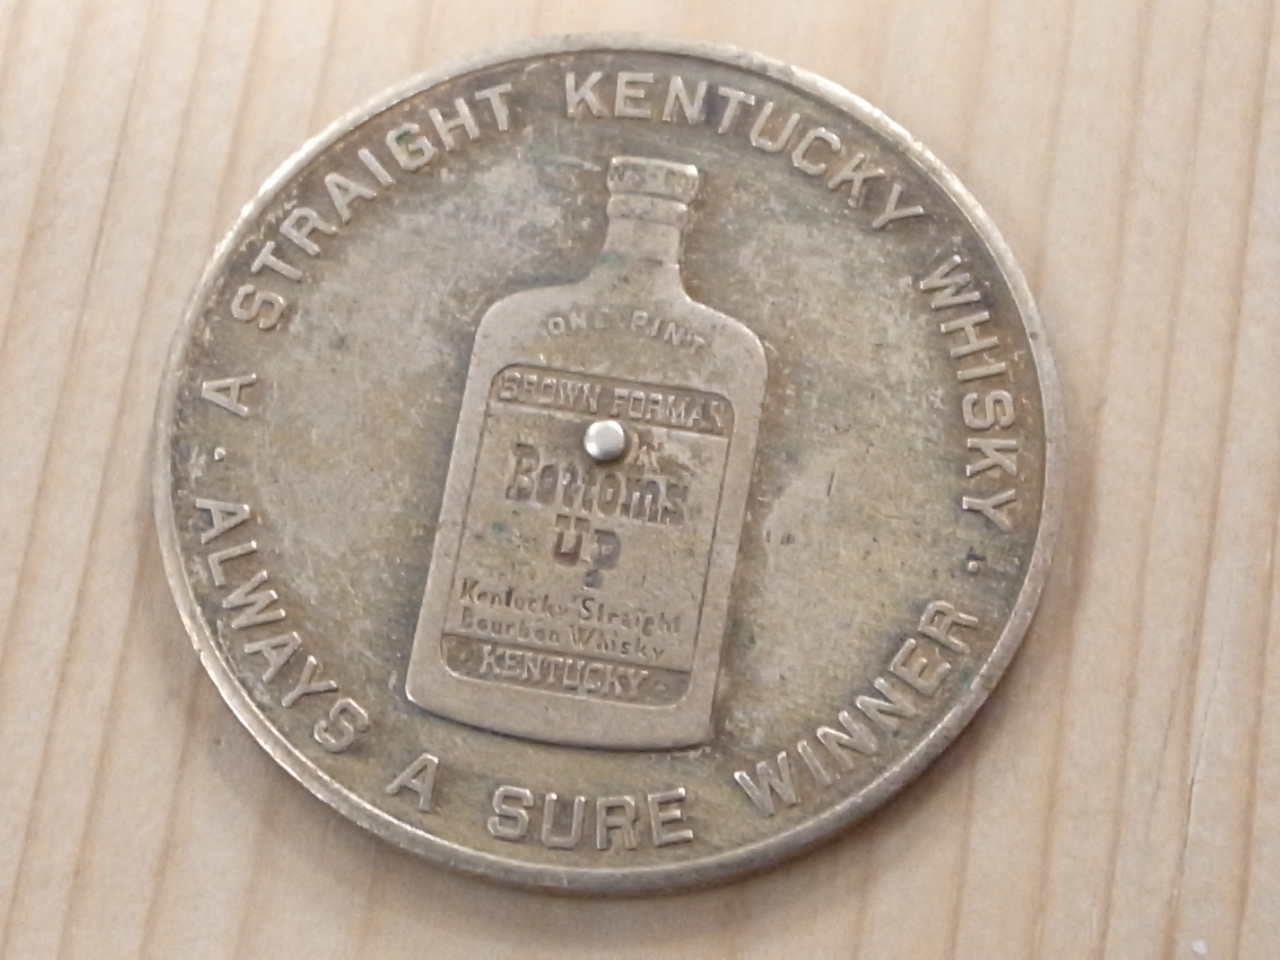 A STRAIGHT KENTUCKY WHISKY.
ALWAYS A SURE WINNER
ONE PINT
BROWN FORMAN
Bottoms
Up
Kentucky Straight
Bourbon Whisky
KENTUCKY